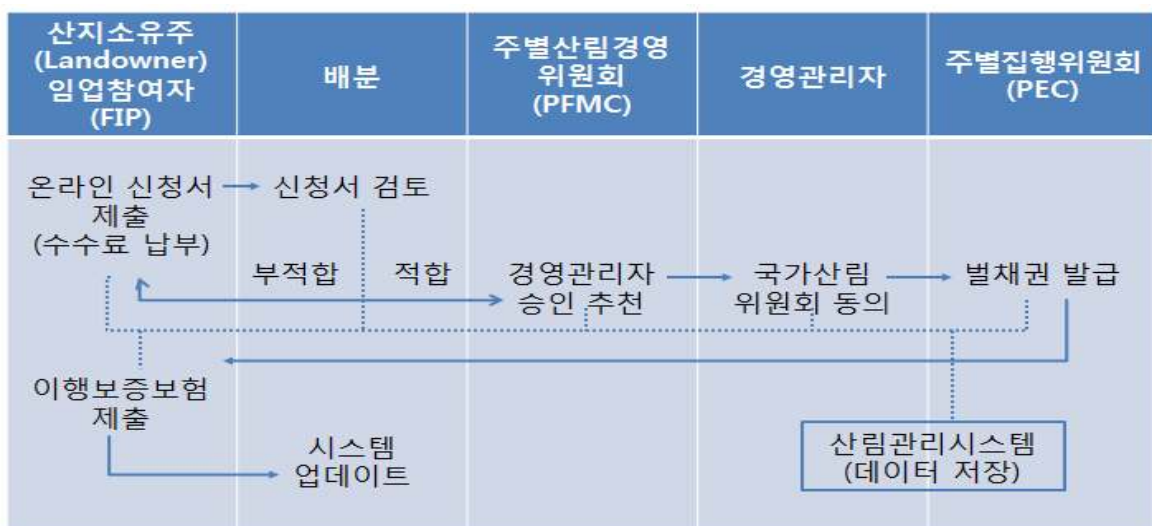 산지소유주
(Landowner)
임업참여자
(FIP)
배분
주별산림경영
위원회
(PFMC)
경영관리자
주별집행위원회
(PEC)
온라인 신청서
제출
(수수료 납부)
신청서 검토
부적합
적합
경영관리자
승인 추천
국가산림
위원회 동의
벌채권 발급
이행보증보험
제출
시스템
업데이트
산림관리시스템
(데이터 저장)